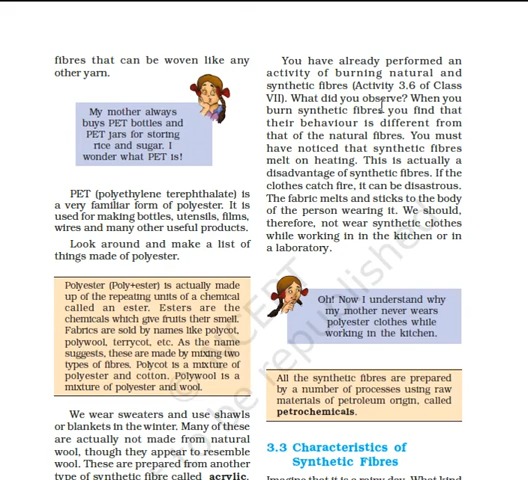 fibres that can be woven like any
other yarn.
My mother always
buys PET bottles and
PET jars for storing
rice and sugar. I
wonder what PET is!
PET (polyethylene terephthalate) is
a very familiar form of polyester. It is
used for making bottles, utensils, films,
wires and many other useful products.
Look around and make a list of
things made of polyester.
Polyester (Poly+ester) is actually made
up of the repeating units of a chemical
called an ester. Esters are the
chemicals which give fruits their smell.
Fabrics are sold by names like polycot,
polywool, terrycot, etc. As the name
suggests, these are made by mixing two
types of fibres. Polycot is a mixture of
polyester and cotton. Polywool is a
mixture of polyester and wool.
We wear sweaters and use shawls
or blankets in the winter. Many of these
are actually not made from natural
wool, though they appear to resemble
wool. These are prepared from another
type of synthetic fibre called acrylic.
You have already performed an
activity of burning natural and
synthetic fibres (Activity 3.6 of Class
VII). What did you observe? When you
burn synthetic fibres you find that
their behaviour is different from
that of the natural fibres. You must
have noticed that synthetic fibres
melt on heating. This is actually a
disadvantage of synthetic fibres. If the
clothes catch fire, it can be disastrous.
The fabric melts and sticks to the body
of the person wearing it. We should,
therefore, not wear synthetic clothes
while working in in the kitchen or in
a laboratory.
Oh! Now I understand why
my mother never wears
polyester clothes while
working in the kitchen.
All the synthetic fibres are prepared
by a number of processes using raw
materials of petroleum origin, called
petrochemicals.
3.3 Characteristics of
Synthetic Fibres
Imagine that it is a rainy day. What kind
© NCERT
not to be republished